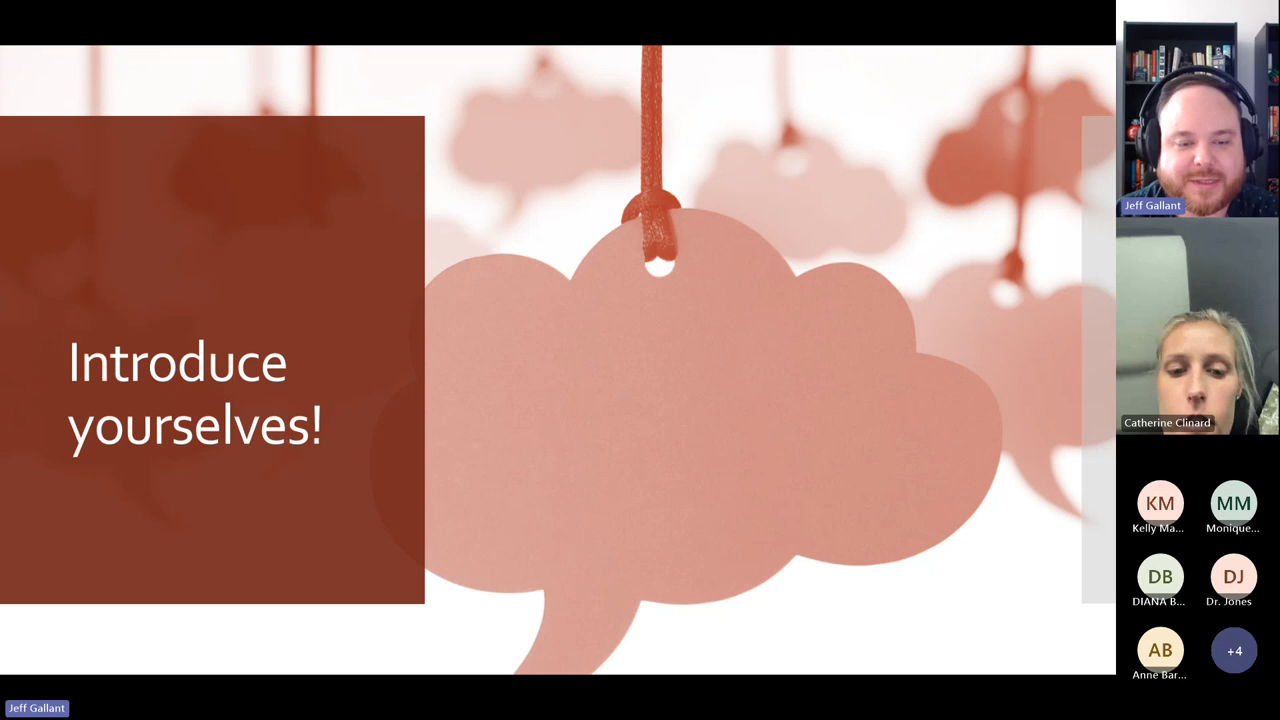 Introduce
yourselves!
Jeff Gallant
Catherine Clinard
KM
Kelly Ma...
MM
Monique...
DB
DIANA B...
DJ
Dr. Jones
AB
Anne Bar...
+4
Jeff Gallant